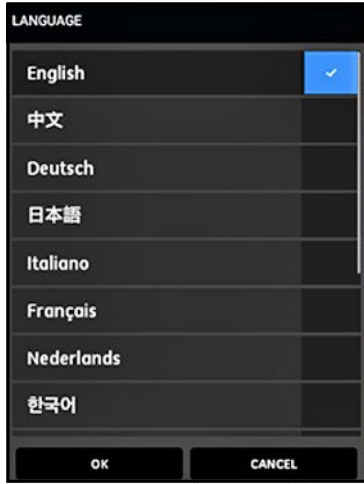 LANGUAGE
English
中文
Deutsch
日本語
Italiano
Français
Nederlands
한국어
OK
CANCEL